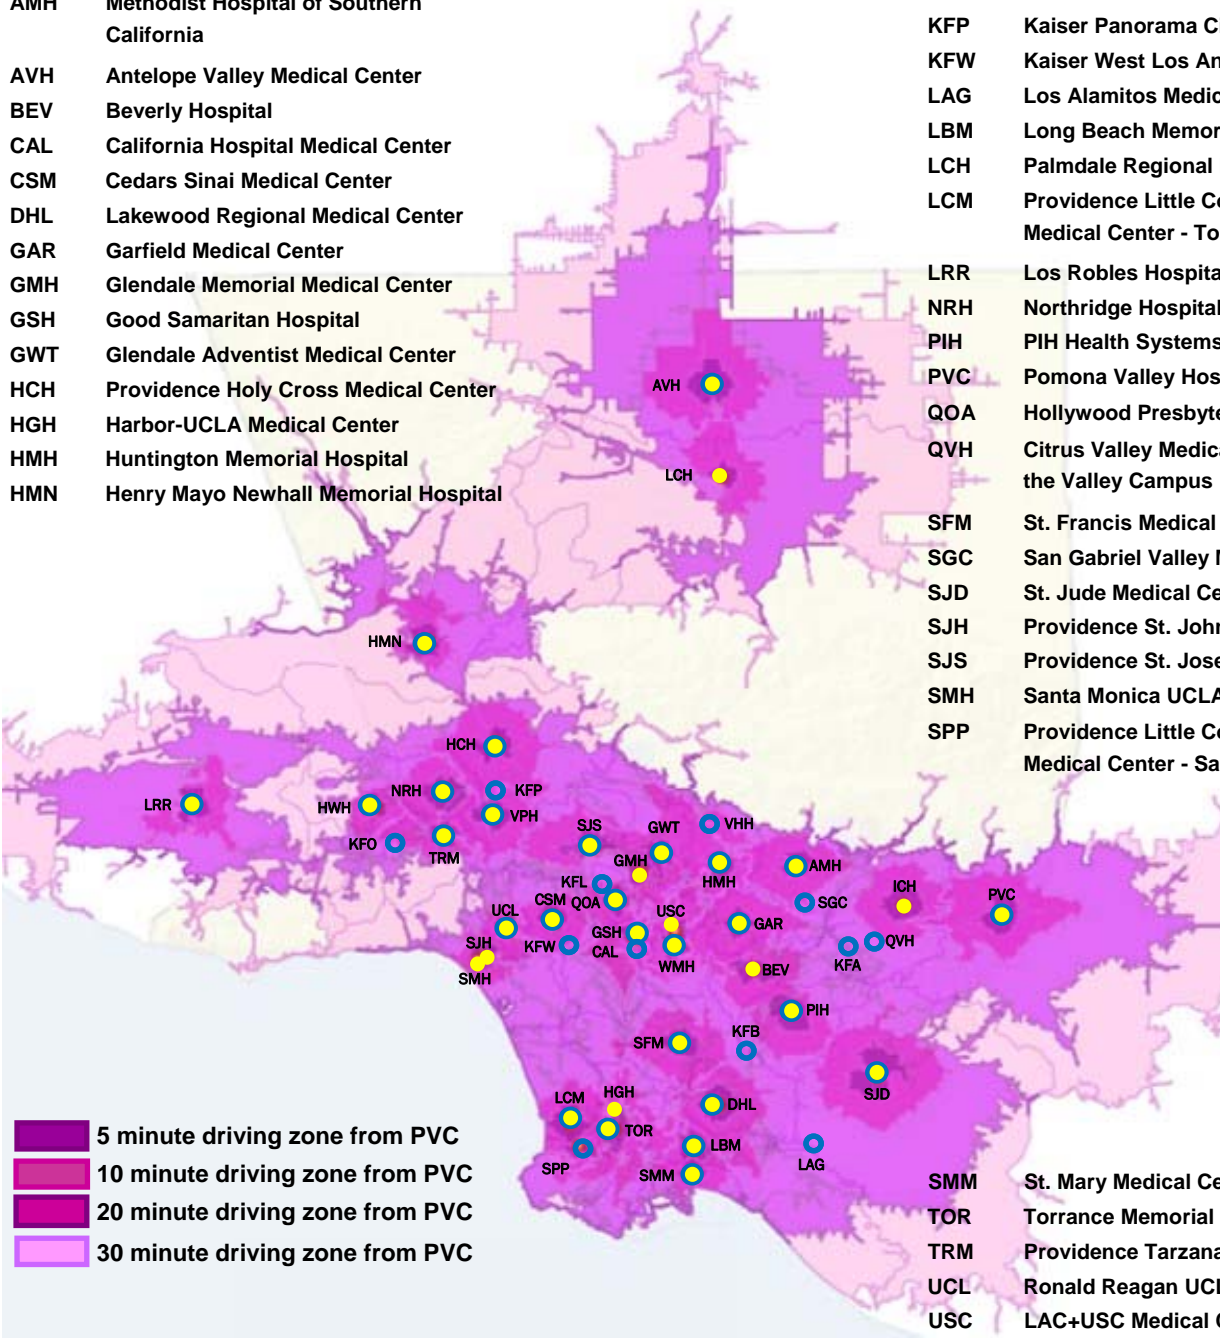 AMH Methodist Hospital of Southern
California
AVH Antelope Valley Medical Center
BEV Beverly Hospital
CAL California Hospital Medical Center
CSM Cedars Sinai Medical Center
DHL Lakewood Regional Medical Center
GAR Garfield Medical Center
GMH Glendale Memorial Medical Center
GSH Good Samaritan Hospital
GWT Glendale Adventist Medical Center
HCH Providence Holy Cross Medical Center
HGH Harbor-UCLA Medical Center
HMH Huntington Memorial Hospital
HMN Henry Mayo Newhall Memorial Hospital
KFP Kaiser Panorama
KFW Kaiser West Los
LAG Los Alamitos
LBM Long Beach
LCH Palmdale Regional
LCM Providence Little
Medical Center -
LRR Los Robles
NRH Northridge Hospital
PIH PIH Health Systems
PVC Pomona Valley
QOA Hollywood
QVH Citrus Valley
the Valley Campus
SFM St. Francis Medical
SGC San Gabriel Valley
SJD St. Jude Medical
SJH Providence St.
SJS Providence St.
SMH Santa Monica UCLA
SPP Providence Little
Medical Center -
AVH
LCH
HMN
HCH
LRR
HWH
NRH
KFP
VPH
KFO
TRM
SJS
GWT
VHH
GMH
HMH
AMH
KFL
CSM
QOA
SGC
ICH
PVC
UCL
USC
GSH
GAR
SJH
KFW
CAL
WMH
QVH
KFA
SMH
BEV
PIH
SFM
KFB
SJD
LCM
HGH
DHL
TOR
LBM
SPP
SMM
LAG
5 minute driving zone from PVC
10 minute driving zone from PVC
20 minute driving zone from PVC
30 minute driving zone from PVC
SMM St. Mary Medical
TOR Torrance Memorial
TRM Providence Tarzana
UCL Ronald Reagan
USC LAC+USC Medical